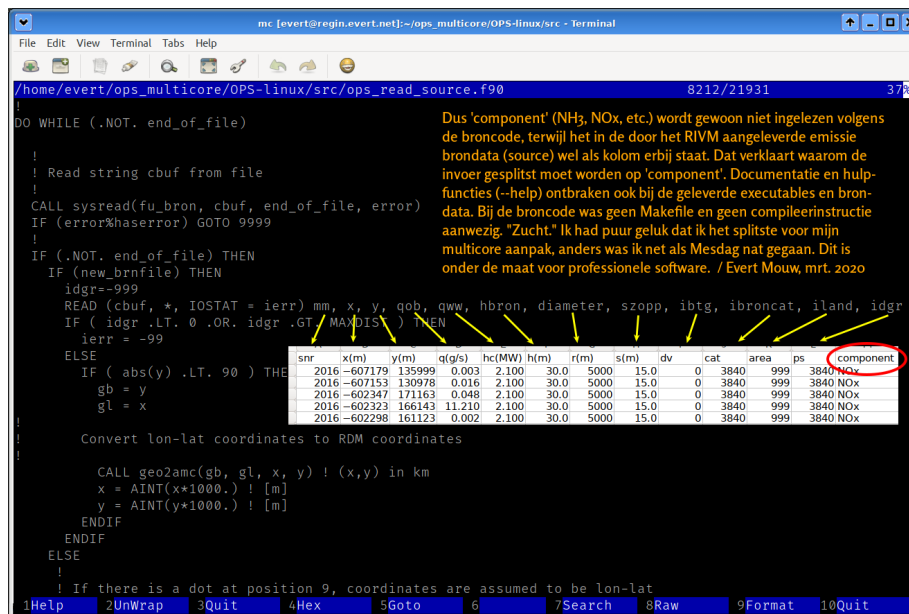 mc [evert@regin.evert.net]:~/ops_multicore/OPS-linux/src - Terminal
File Edit View Terminal Tabs Help
/home/evert/ops_multicore/OPS-linux/src/ops_read_source.f90 8212/21931 37%
!
DO WHILE (.NOT. end_of_file)
!
! Read string cbuf from file
!
CALL sysread(fu_bron, cbuf, end_of_file, error)
IF (error%haserror) GOTO 9999
!
IF (.NOT. end_of_file) THEN
IF (new_brnfile) THEN
idgr=-999
READ (cbuf, *, IOSTAT = ierr) mm, x, y, qob, qww, hbron, diameter, szopp, ibtg, ibroncat, iland, idgr
IF ( idgr .LT. 0 .OR. idgr .GT. MAXDIST ) THEN
ierr = -99
ELSE
IF ( abs(y) .LT. 90 ) THE
gb = y
gl = x
!
! Convert lon-lat coordinates to RDM coordinates
!
CALL geo2amc(gb, gl, x, y) ! (x,y) in km
x = AINT(x*1000.) ! [m]
y = AINT(y*1000.) ! [m]
ENDIF
ENDIF
ELSE
!
! If there is a dot at position 9, coordinates are assumed to be lon-lat
Dus 'component' (NH3, NOx, etc.) wordt gewoon niet ingelezen volgens
de broncode, terwijl het in de door het RIVM aangeleverde emissie
brondata (source) wel als kolom erbij staat. Dat verklaart waarom de
invoer gesplitst moet worden op 'component'. Documentatie en hulp-
functies (--help) ontbraken ook bij de geleverde executables en bron-
data. Bij de broncode was geen Makefile en geen compileerinstructie
aanwezig. "Zucht." Ik had puur geluk dat ik het splitste voor mijn
multicore aanpak, anders was ik net als Mesdag nat gegaan. Dit is
onder de maat voor professionele software. / Evert Mouw, mrt. 2020
snr x(m) y(m) q(g/s) hc(MW) h(m) r(m) s(m) dv cat area ps component
2016 −607179 135999 0.003 2.100 30.0 5000 15.0 0 3840 999 3840 NOx
2016 −607153 130978 0.016 2.100 30.0 5000 15.0 0 3840 999 3840 NOx
2016 −602347 171163 0.048 2.100 30.0 5000 15.0 0 3840 999 3840 NOx
2016 −602323 166143 11.210 2.100 30.0 5000 15.0 0 3840 999 3840 NOx
2016 −602298 161123 0.002 2.100 30.0 5000 15.0 0 3840 999 3840 NOx
1Help 2UnWrap 3Quit 4Hex 5Goto 6 7Search 8Raw 9Format 10Quit